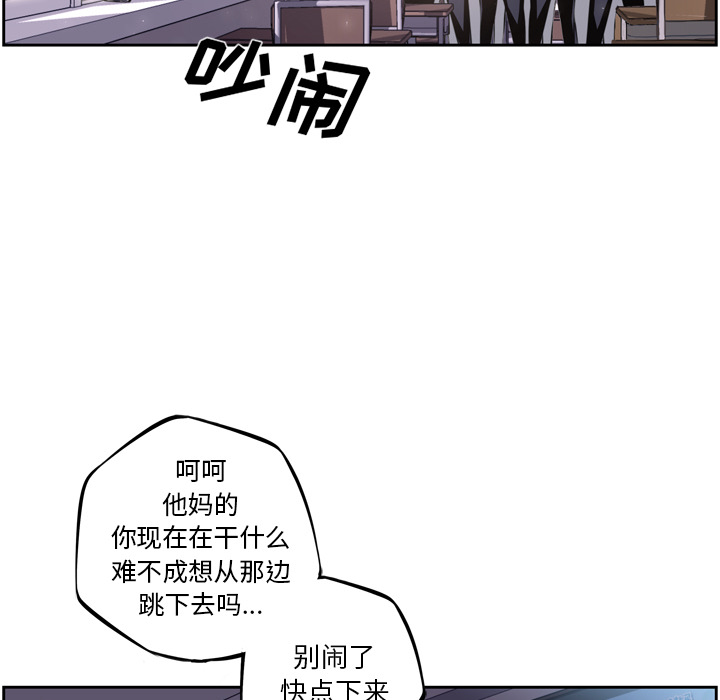 吵闹
呵呵
他妈的
你现在在干什么
难不成想从那边
跳下去吗...
别闹了
快点下来